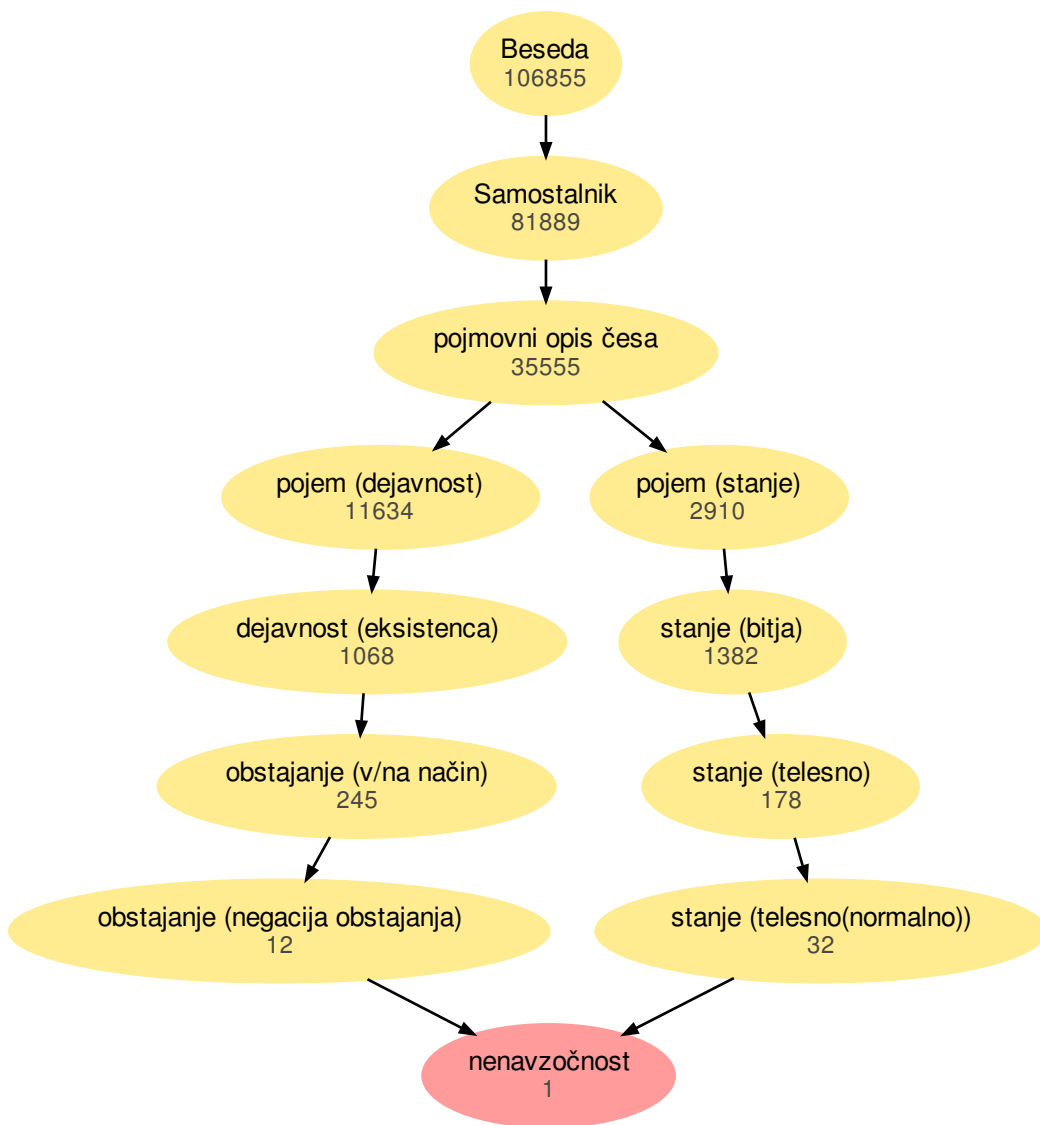 Beseda
106855
Samostalnik
81889
pojmovni opis česa
35555
pojem (dejavnost)
11634
pojem (stanje)
2910
dejavnost (eksistenca)
1068
stanje (bitja)
1382
obstajanje (v/na način)
245
stanje (telesno)
178
obstajanje (negacija obstajanja)
12
stanje (telesno(normalno))
32
nenavzočnost
1